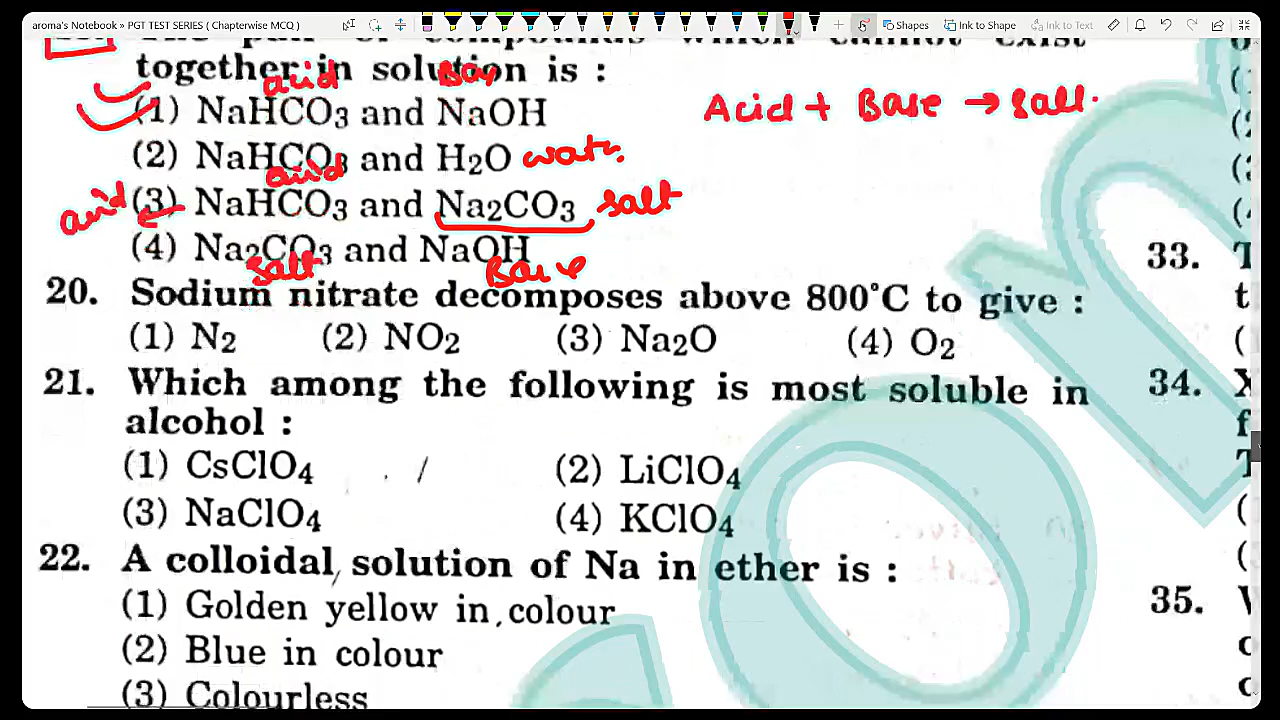 aroma's Notebook » PGT TEST SERIES ( Chapterwise MCQ )
Shapes
Ink to Shape
Ink to Text
together in solution is :
acid
(1) NaHCO3 and NaOH
Acid + Base → Salt.
(2) NaHCO3 and H2O
acid
acid (3) NaHCO3 and Na2CO3 Salt
(4) Na2CO3 and NaOH
Salt Base
20. Sodium nitrate decomposes above 800°C to give :
(1) N2 (2) NO2 (3) Na2O (4) O2
21. Which among the following is most soluble in
alcohol :
(1) CsClO4 (2) LiClO4
(3) NaClO4 (4) KClO4
22. A colloidal solution of Na in ether is :
(1) Golden yellow in colour
(2) Blue in colour
(3) Colourless
33.
34.
35.